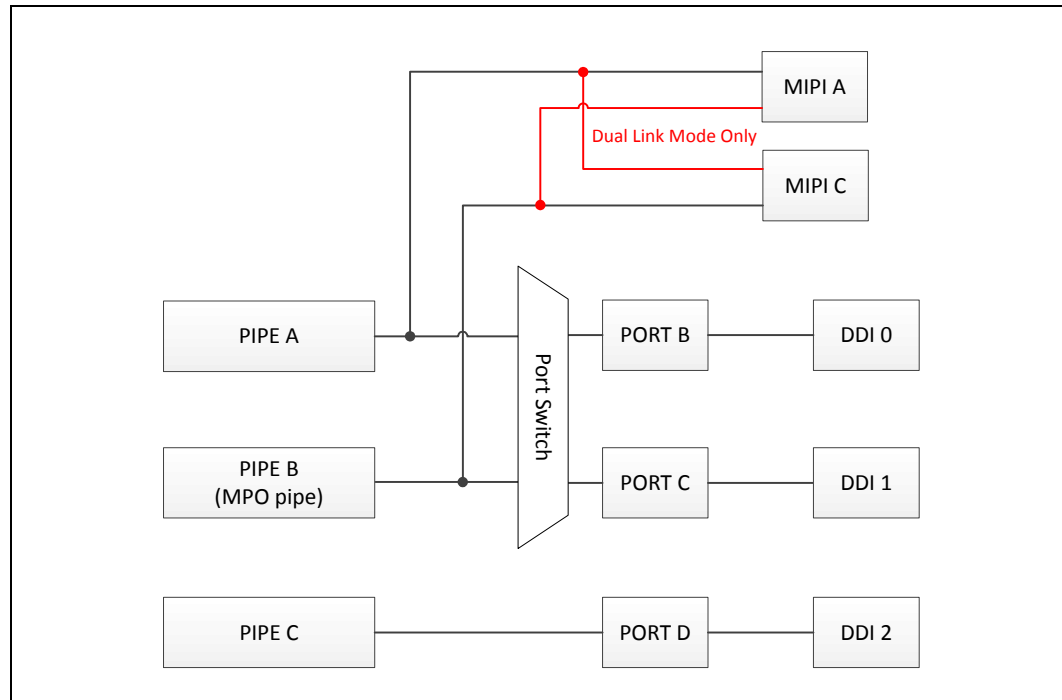 MIPI A
Dual Link Mode Only
MIPI C
PIPE A
Port Switch
PORT B
DDI 0
PIPE B
(MPO pipe)
PORT C
DDI 1
PIPE C
PORT D
DDI 2